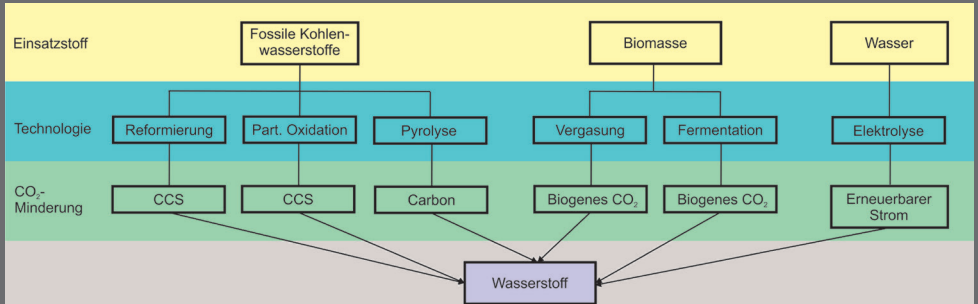 Einsatzstoff
Fossile Kohlen-
wasserstoffe
Biomasse
Wasser
Technologie
Reformierung
Part. Oxidation
Pyrolyse
Vergasung
Fermentation
Elektrolyse
CO₂-
Minderung
CCS
CCS
Carbon
Biogenes CO₂
Biogenes CO₂
Erneuerbarer
Strom
Wasserstoff